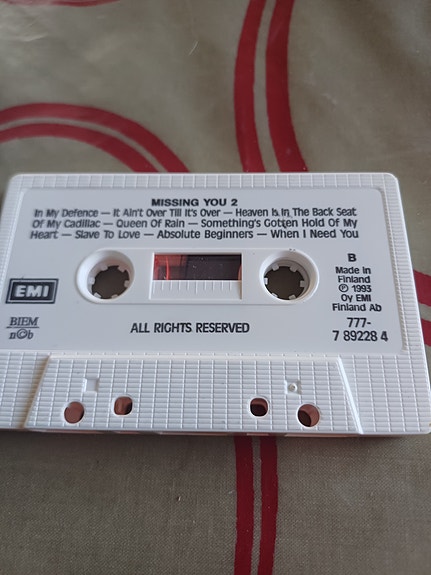 MISSING YOU 2
In My Defence — It Ain't Over Till It's Over — Heaven Is In The Back Seat
Of My Cadillac — Queen Of Rain — Something's Gotten Hold Of My
Heart — Slave To Love — Absolute Beginners — When I Need You
B
Made in
Finland
℗ 1993
Oy EMI
Finland Ab
777-
7 89228 4
EMI
BIEM
n©b
ALL RIGHTS RESERVED